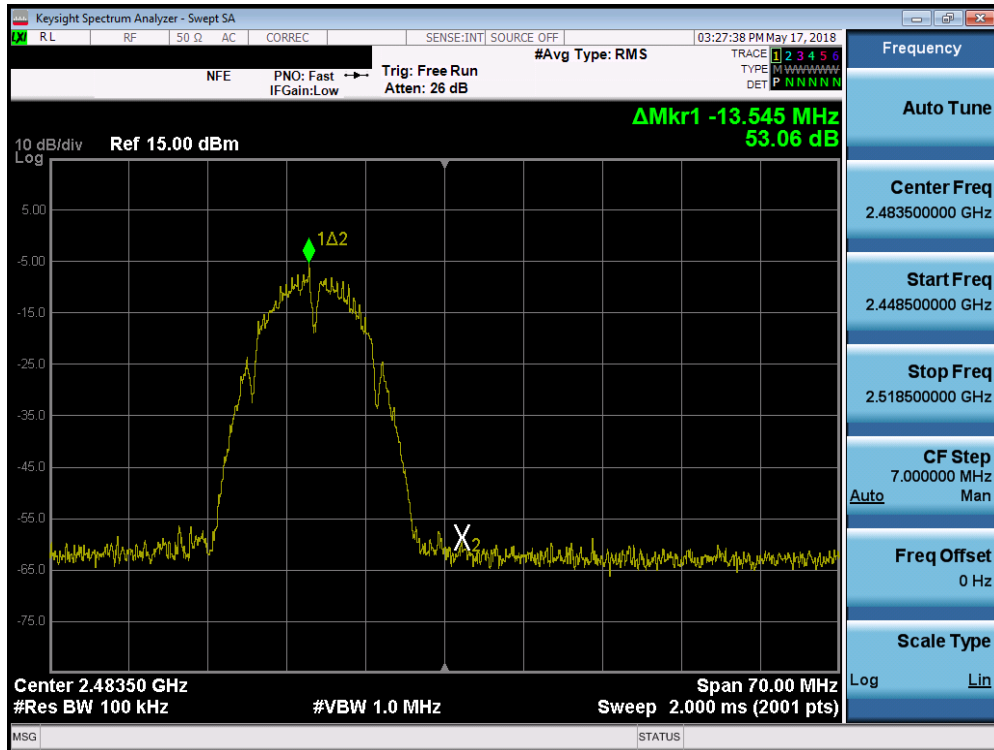 Keysight Spectrum Analyzer - Swept SA
LXI RL RF 50 Ω AC CORREC SENSE:INT SOURCE OFF 03:27:38 PM May 17, 2018
#Avg Type: RMS
TRACE 1 2 3 4 5 6
NFE PNO: Fast Trig: Free Run TYPE M W W W W W
IFGain:Low Atten: 26 dB DET P N N N N N
ΔMkr1 -13.545 MHz
53.06 dB
10 dB/div Ref 15.00 dBm
Log
5.00
-5.00
-15.0
-25.0
-35.0
-45.0
-55.0
-65.0
-75.0
1Δ2
X2
Center 2.48350 GHz Span 70.00 MHz
#Res BW 100 kHz #VBW 1.0 MHz Sweep 2.000 ms (2001 pts)
MSG STATUS
Frequency
Auto Tune
Center Freq
2.483500000 GHz
Start Freq
2.448500000 GHz
Stop Freq
2.518500000 GHz
CF Step
7.000000 MHz
Auto Man
Freq Offset
0 Hz
Scale Type
Log Lin